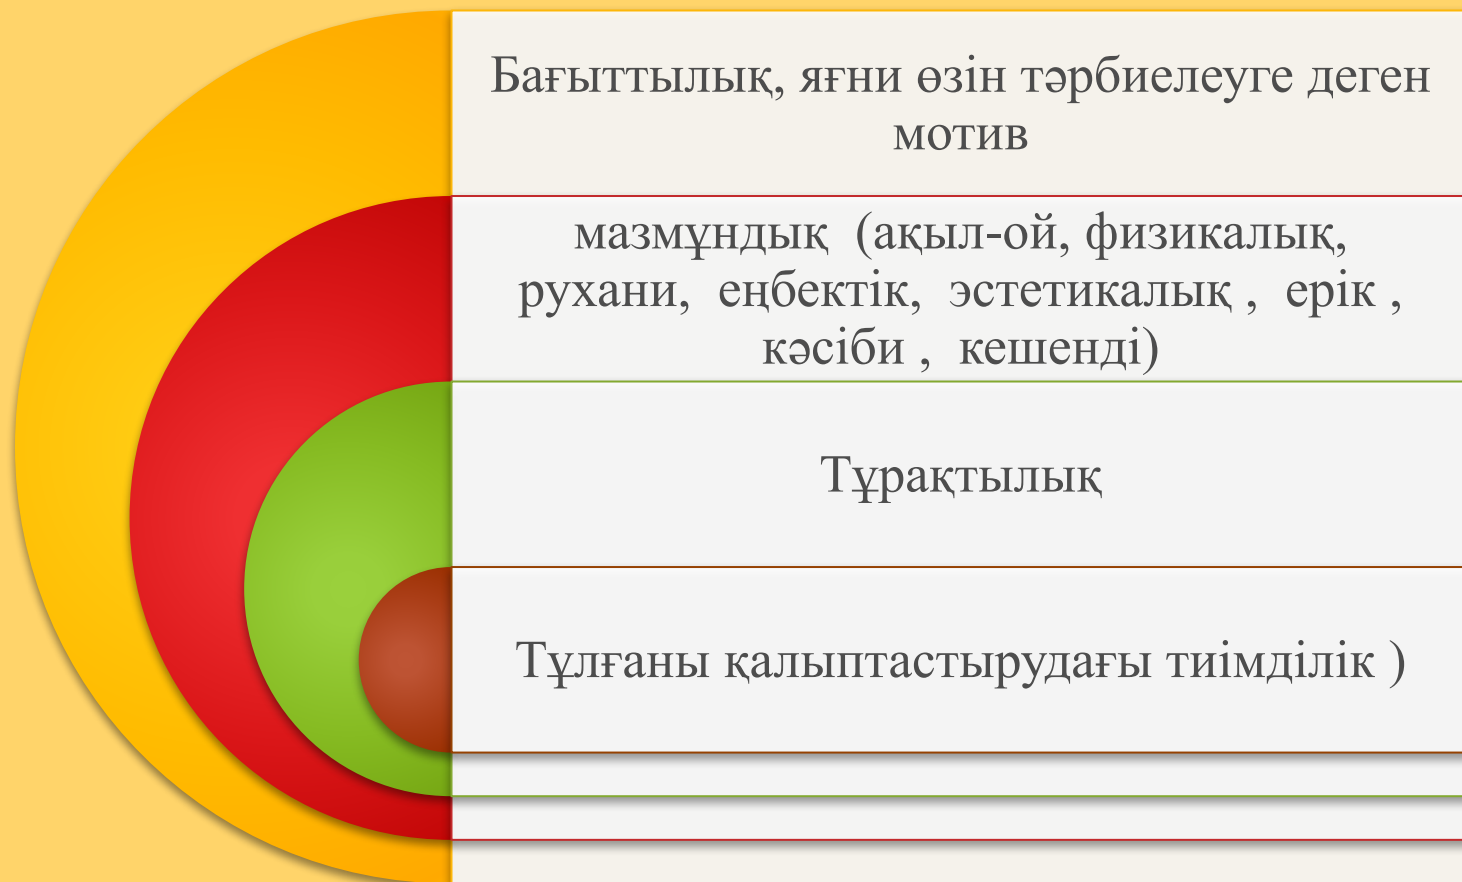 Бағыттылық, яғни өзін тәрбиелеуге деген
мотив
мазмұндық (ақыл-ой, физикалық,
рухани, еңбектік, эстетикалық , ерік ,
кәсіби , кешенді)
Тұрақтылық
Тұлғаны қалыптастырудағы тиімділік )